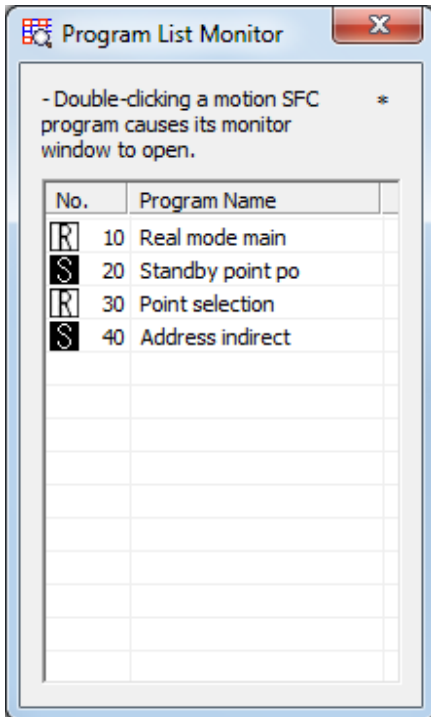 Program List Monitor
- Double-clicking a motion SFC *
program causes its monitor
window to open.
No. Program Name
R 10 Real mode main
S 20 Standby point po
R 30 Point selection
S 40 Address indirect